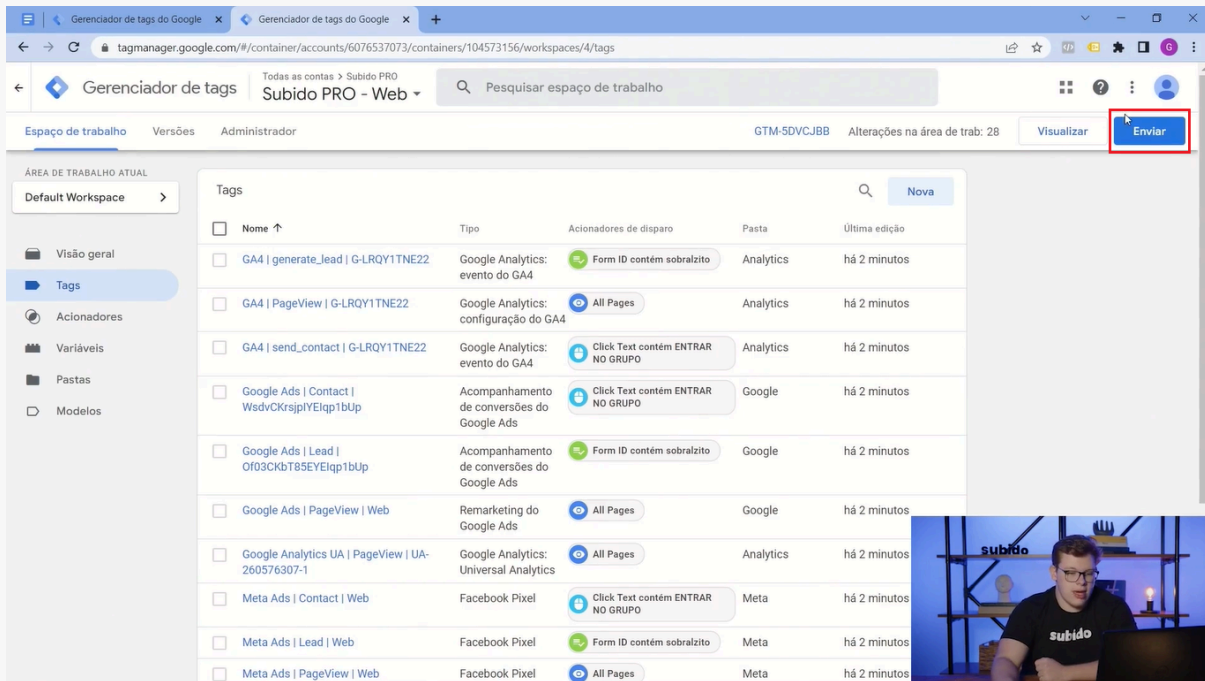 Gerenciador de tags do Google
Gerenciador de tags do Google
tagmanager.google.com/#/container/accounts/6076537073/containers/104573156/workspaces/4/tags
G
Gerenciador de tags
Todas as contas > Subido PRO
Subido PRO - Web
Pesquisar espaço de trabalho
Espaço de trabalho Versões Administrador
GTM-5DVCJBB Alterações na área de trab: 28 Visualizar Enviar
ÁREA DE TRABALHO ATUAL
Default Workspace
Visão geral
Tags
Acionadores
Variáveis
Pastas
Modelos
Tags
Nova
Nome Tipo Acionadores de disparo Pasta Última edição
GA4 | generate_lead | G-LRQY1TNE22 Google Analytics: Form ID contém sobralzito Analytics há 2 minutos
evento do GA4
GA4 | PageView | G-LRQY1TNE22 Google Analytics: All Pages Analytics há 2 minutos
configuração do GA4
GA4 | send_contact | G-LRQY1TNE22 Google Analytics: Click Text contém ENTRAR Analytics há 2 minutos
evento do GA4 NO GRUPO
Google Ads | Contact | Acompanhamento Click Text contém ENTRAR Google há 2 minutos
WsdvCKrsjpIYEIqp1bUp de conversões do NO GRUPO
Google Ads
Google Ads | Lead | Acompanhamento Form ID contém sobralzito Google há 2 minutos
Of03CKbT85EYEIqp1bUp de conversões do
Google Ads
Google Ads | PageView | Web Remarketing do All Pages Google há 2 minutos
Google Ads
Google Analytics UA | PageView | UA- Google Analytics: All Pages Analytics há 2 minutos
260576307-1 Universal Analytics
Meta Ads | Contact | Web Facebook Pixel Click Text contém ENTRAR Meta há 2 minutos
NO GRUPO
Meta Ads | Lead | Web Facebook Pixel Form ID contém sobralzito Meta há 2 minutos
Meta Ads | PageView | Web Facebook Pixel All Pages Meta há 2 minutos
subido
subido